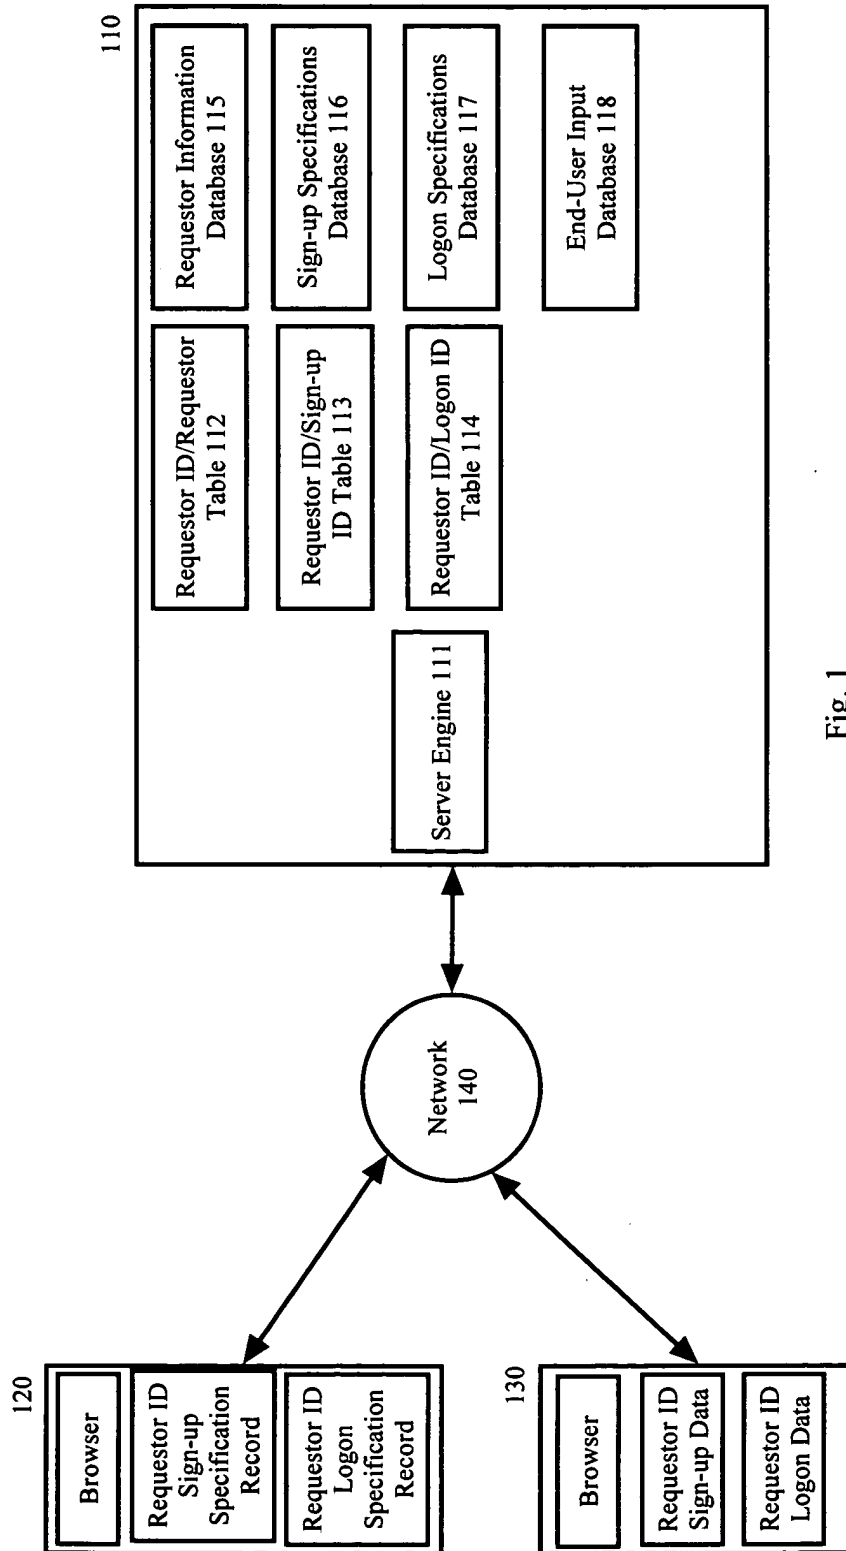 120
Browser
Requestor ID
Sign-up
Specification
Record
Requestor ID
Logon
Specification
Record
130
Browser
Requestor ID
Sign-up Data
Requestor ID
Logon Data
Network
140
110
Server Engine 111
Requestor ID/Requestor
Table 112
Requestor ID/Sign-up
ID Table 113
Requestor ID/Logon ID
Table 114
Requestor Information
Database 115
Sign-up Specifications
Database 116
Logon Specifications
Database 117
End-User Input
Database 118
Fig. 1